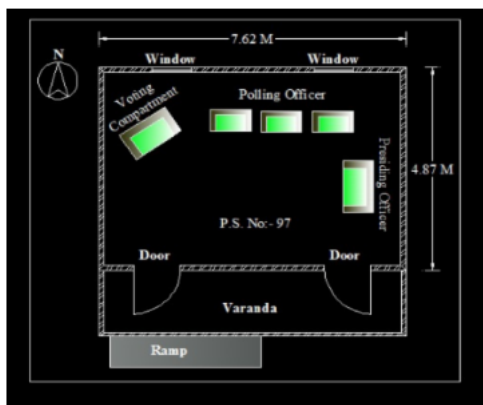 7.62 M
N
Window
Window
Voting
Compartment
Polling Officer
Presiding Officer
4.87 M
P.S. No:- 97
Door
Door
Varanda
Ramp